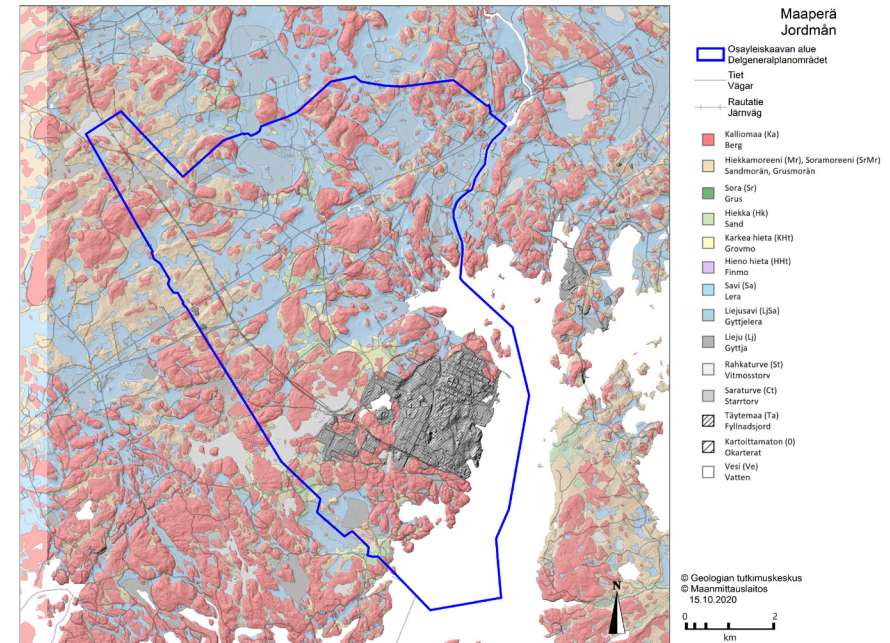 Maaperä
Jordmån
Osayleiskaavan alue
Delgeneralplanområdet
Tiet
Vägar
Rautatie
Järnväg
Kalliomaa (Ka)
Berg
Hiekkamoreeni (Mr), Soramoreeni (SrMr)
Sandmorän, Grusmorän
Sora (Sr)
Grus
Hiekka (Hk)
Sand
Karkea hieta (KHt)
Grovmo
Hieno hieta (HHt)
Finmo
Savi (Sa)
Lera
Liejusavi (LjSa)
Gyttjelera
Lieju (Lj)
Gyttja
Rahkaturve (St)
Vitmosstorv
Saraturve (Ct)
Starrtorv
Täytemaa (Ta)
Fyllnadsjord
Kartoittamaton (0)
Okarterat
Vesi (Ve)
Vatten
© Geologian tutkimuskeskus
© Maanmittauslaitos
15.10.2020
N
0 2
km